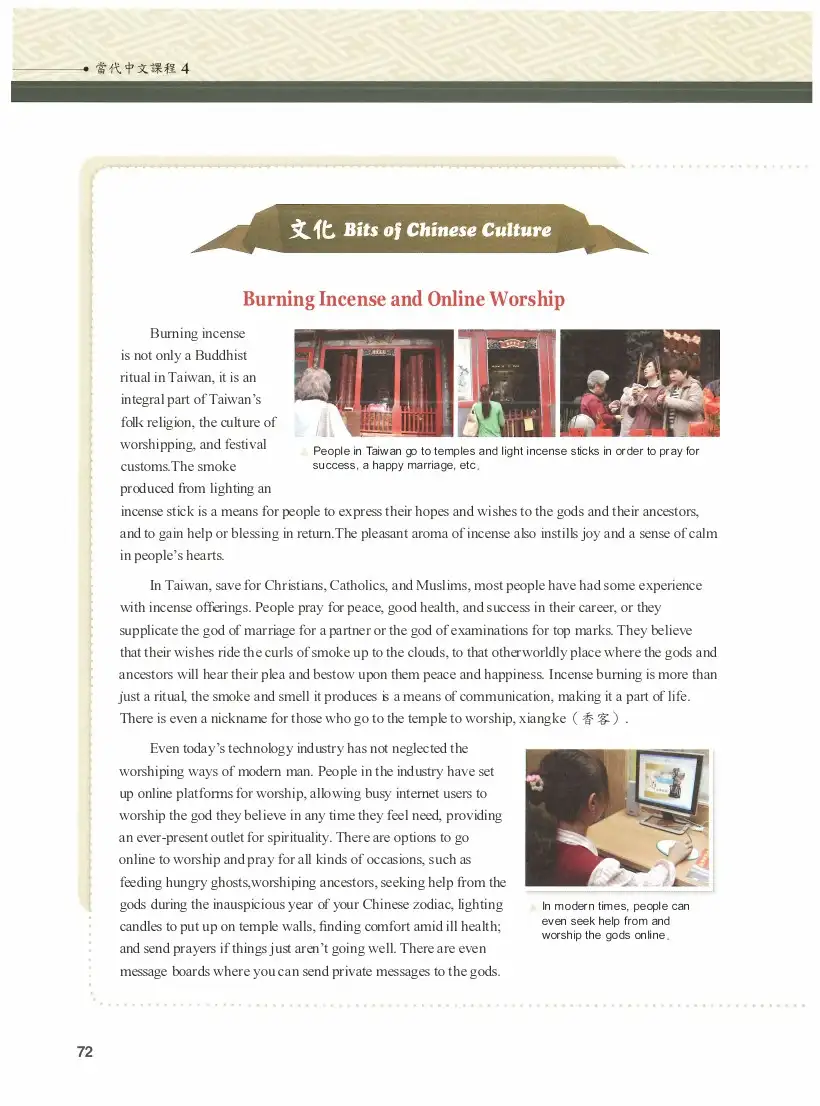 當代中文課程 4
文化 Bits of Chinese Culture
Burning Incense and Online Worship
Burning incense
is not only a Buddhist
ritual in Taiwan, it is an
integral part of Taiwan's
folk religion, the culture of
worshipping, and festival
customs.The smoke
produced from lighting an
People in Taiwan go to temples and light incense sticks in order to pray for
success, a happy marriage, etc.
incense stick is a means for people to express their hopes and wishes to the gods and their ancestors,
and to gain help or blessing in return.The pleasant aroma of incense also instills joy and a sense of calm
in people's hearts.
In Taiwan, save for Christians, Catholics, and Muslims, most people have had some experience
with incense offerings. People pray for peace, good health, and success in their career, or they
supplicate the god of marriage for a partner or the god of examinations for top marks. They believe
that their wishes ride the curls of smoke up to the clouds, to that otherworldly place where the gods and
ancestors will hear their plea and bestow upon them peace and happiness. Incense burning is more than
just a ritual, the smoke and smell it produces is a means of communication, making it a part of life.
There is even a nickname for those who go to the temple to worship, xiangke（香客）.
Even today's technology industry has not neglected the
worshiping ways of modern man. People in the industry have set
up online platforms for worship, allowing busy internet users to
worship the god they believe in any time they feel need, providing
an ever-present outlet for spirituality. There are options to go
online to worship and pray for all kinds of occasions, such as
feeding hungry ghosts,worshiping ancestors, seeking help from the
gods during the inauspicious year of your Chinese zodiac, lighting
candles to put up on temple walls, finding comfort amid ill health;
and send prayers if things just aren't going well. There are even
message boards where you can send private messages to the gods.
In modern times, people can
even seek help from and
worship the gods online.
72